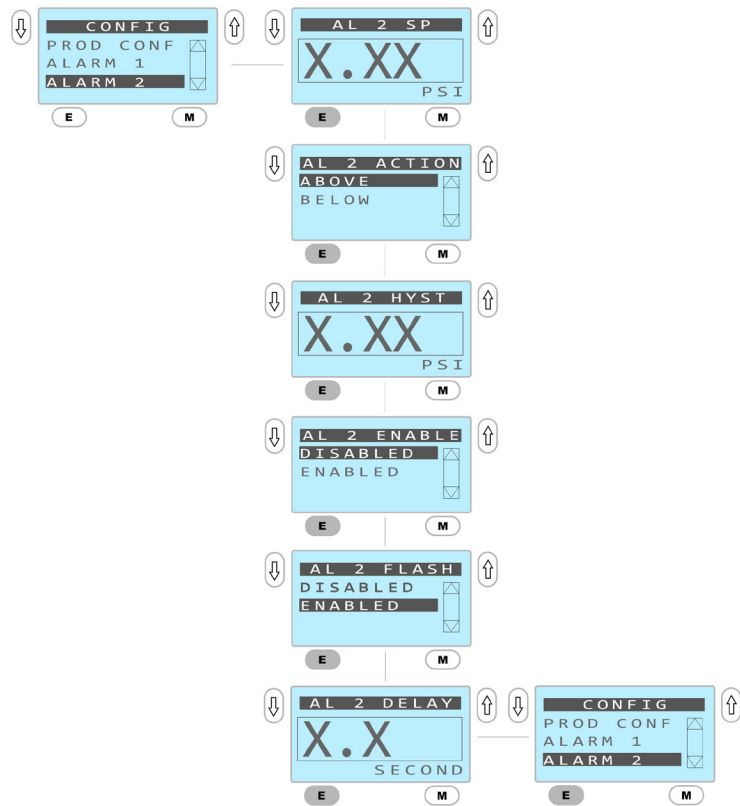 CONFIG
PROD CONF
ALARM 1
ALARM 2
E M
AL 2 SP
X.XX
PSI
E M
AL 2 ACTION
ABOVE
BELOW
E M
AL 2 HYST
X.XX
PSI
E M
AL 2 ENABLE
DISABLED
ENABLED
E M
AL 2 FLASH
DISABLED
ENABLED
E M
AL 2 DELAY
X.X
SECOND
E M
CONFIG
PROD CONF
ALARM 1
ALARM 2
E M